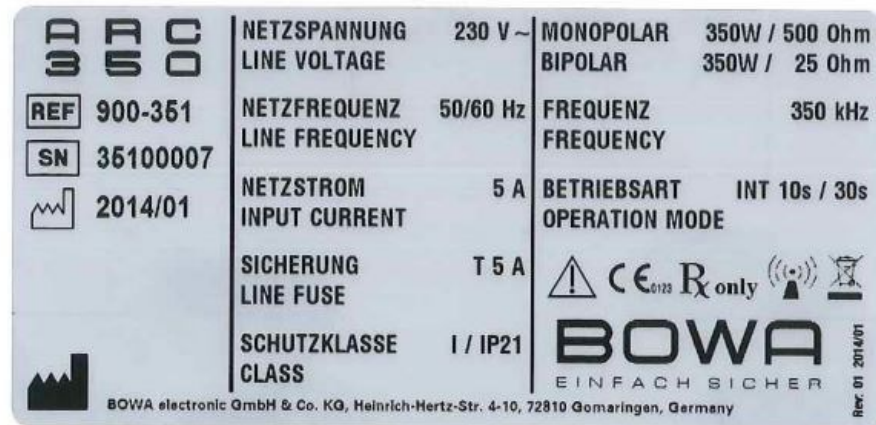 ARC
350
REF 900-351
SN 35100007
2014/01
NETZSPANNUNG 230 V ~
LINE VOLTAGE
NETZFREQUENZ 50/60 Hz
LINE FREQUENCY
NETZSTROM 5 A
INPUT CURRENT
SICHERUNG T 5 A
LINE FUSE
SCHUTZKLASSE I / IP21
CLASS
MONOPOLAR 350W / 500 Ohm
BIPOLAR 350W / 25 Ohm
FREQUENZ 350 kHz
FREQUENCY
BETRIEBSART INT 10s / 30s
OPERATION MODE
CE 0123 Rx only
BOWA
EINFACH SICHER
Rev. 01 2014/01
BOWA electronic GmbH & Co. KG, Heinrich-Hertz-Str. 4-10, 72810 Gomaringen, Germany